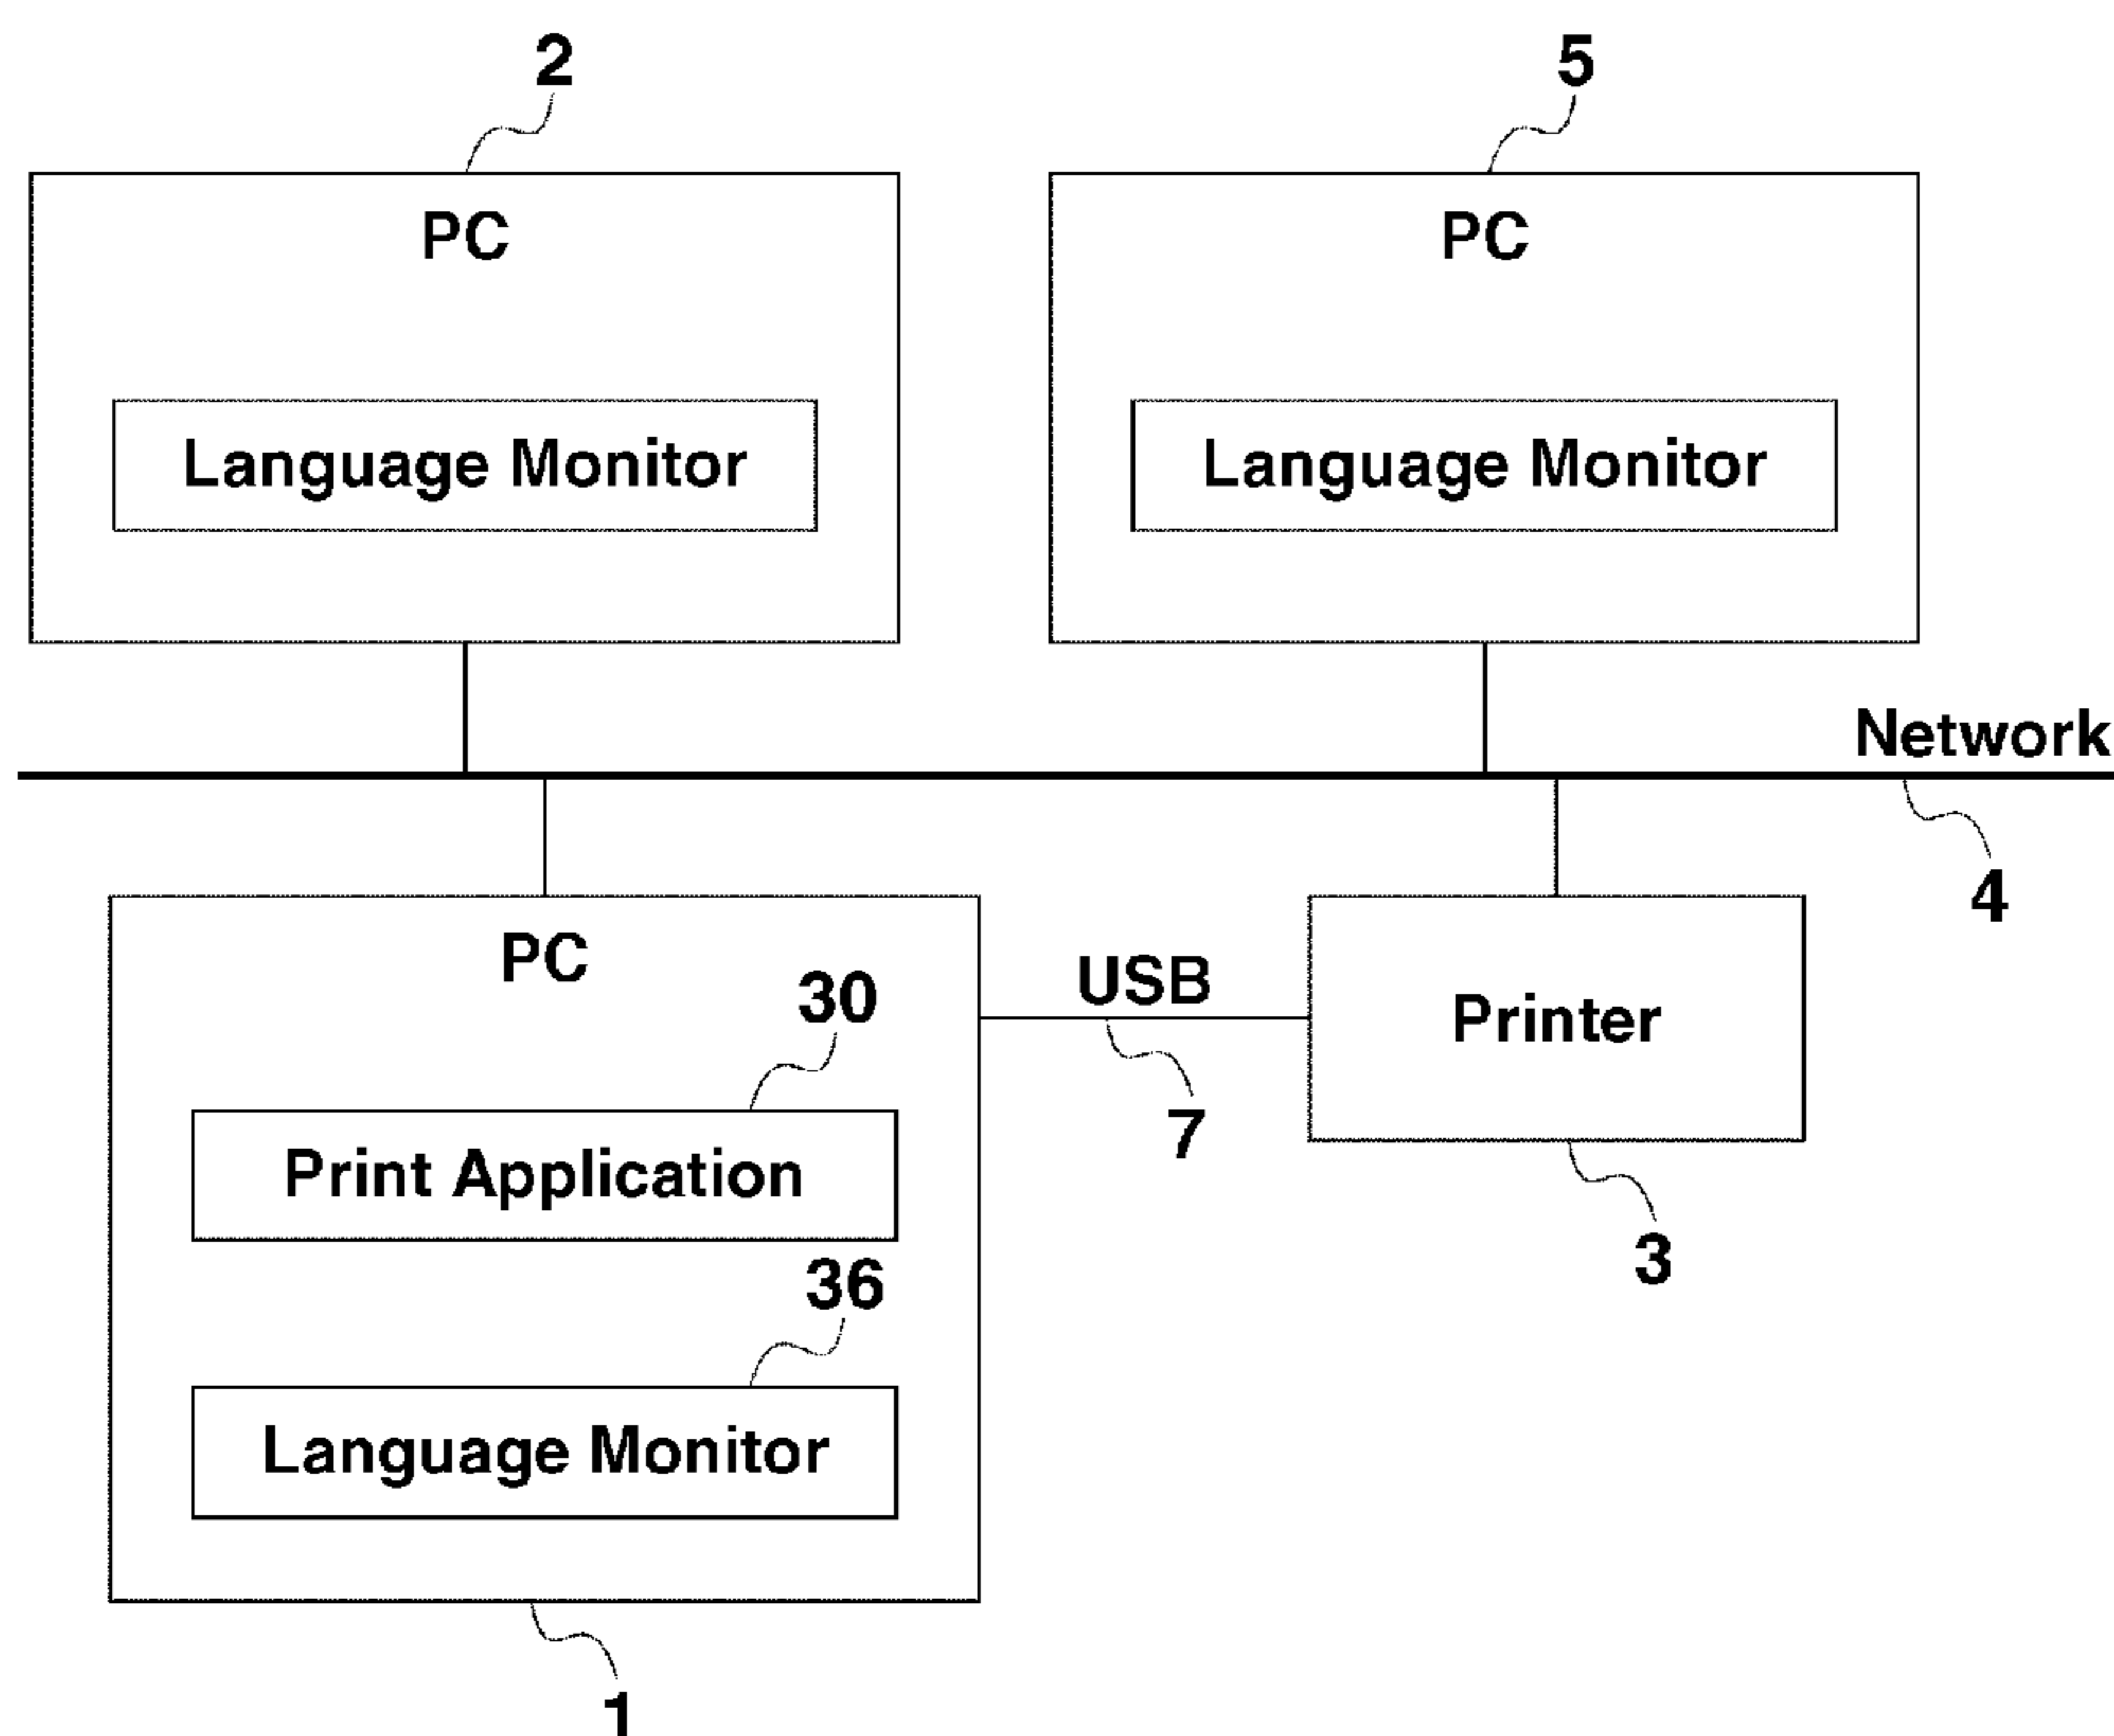 2
5
PC
PC
Language Monitor
Language Monitor
Network
4
PC
30
USB
Printer
7
Print Application
3
36
Language Monitor
1